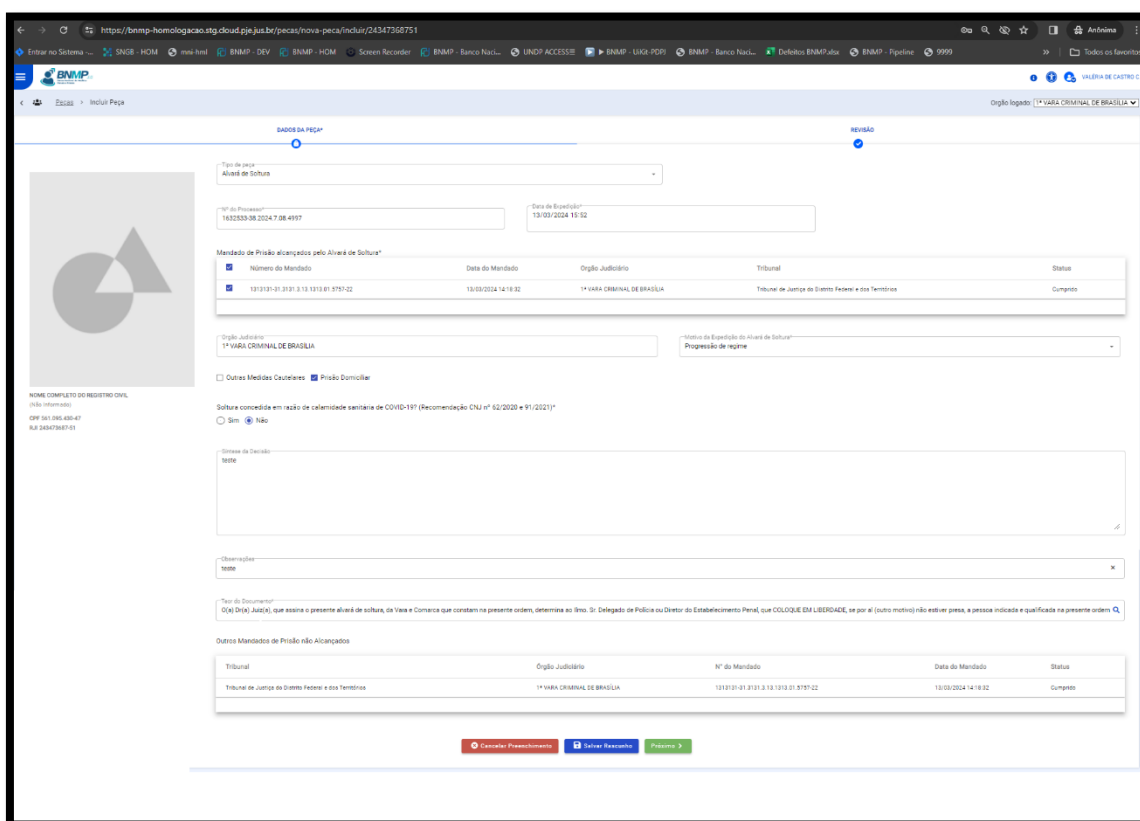 https://bnmp-homologacao.stg.cloud.pje.jus.br/pecas/nova-peca/incluir/24347368751
Anônima
Entrar no Sistema -... SNGB - HOM mni-hml BNMP - DEV BNMP - HOM Screen Recorder BNMP - Banco Naci... UNDP ACCESS!!! BNMP - UiKit-PDPJ BNMP - Banco Naci... Defeitos BNMP.xlsx BNMP - Pipeline 9999 » Todos os favoritos
BNMP
VALÉRIA DE CASTRO C
Peças > Incluir Peça
Orgão logado: 1ª VARA CRIMINAL DE BRASÍLIA
DADOS DA PEÇA*
REVISÃO
Tipo de peça
Alvará de Soltura
Nº do Processo*
1632533-38.2024.7.08.4997
Data de Expedição*
13/03/2024 15:52
Mandado de Prisão alcançados pelo Alvará de Soltura*
Número do Mandado Data do Mandado Orgão Judiciário Tribunal Status
1313131-31.3131.3.13.1313.01.5757-22 13/03/2024 14:18:32 1ª VARA CRIMINAL DE BRASÍLIA Tribunal de Justiça do Distrito Federal e dos Territórios Cumprido
Orgão Judiciário
1ª VARA CRIMINAL DE BRASÍLIA
Motivo da Expedição do Alvará de Soltura*
Progressão de regime
Outras Medidas Cautelares Prisão Domiciliar
NOME COMPLETO DO REGISTRO CIVIL
(Não informado)
CPF 561.085.430-47
RJI 243473687-51
Soltura concedida em razão de calamidade sanitária de COVID-19? (Recomendação CNJ nº 62/2020 e 91/2021)*
Sim Não
Síntese da Decisão
teste
Observações
teste
Teor do Documento*
O(a) Dr(a) Juiz(a), que assina o presente alvará de soltura, da Vara e Comarca que constam na presente ordem, determina ao Ilmo. Sr. Delegado de Polícia ou Diretor do Estabelecimento Penal, que COLOQUE EM LIBERDADE, se por al (outro motivo) não estiver presa, a pessoa indicada e qualificada na presente ordem
Outros Mandados de Prisão não Alcançados
Tribunal Órgão Judiciário N° do Mandado Data do Mandado Status
Tribunal de Justiça do Distrito Federal e dos Territórios 1ª VARA CRIMINAL DE BRASÍLIA 1313131-31.3131.3.13.1313.01.5757-22 13/03/2024 14:18:32 Cumprido
Cancelar Preenchimento Salvar Rascunho Próximo >